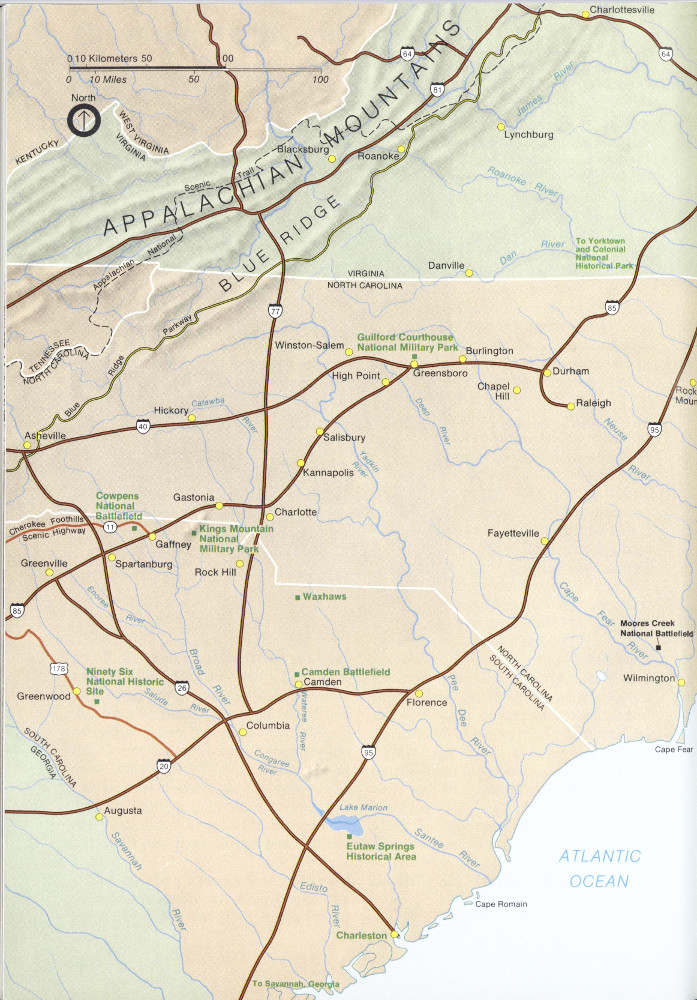 Charlottesville
0 10 Kilometers 50 00
0 10 Miles 50 100
North
64
64
81
APPALACHIAN MOUNTAINS
James River
WEST VIRGINIA
VIRGINIA
KENTUCKY
Lynchburg
Blacksburg
Roanoke
Scenic Trail
Roanoke River
BLUE RIDGE
Appalachian National
To Yorktown
and Colonial
National
Historical Park
Dan River
Danville
VIRGINIA
NORTH CAROLINA
77
85
Parkway
Ridge
Blue
TENNESSEE
NORTH CAROLINA
Guilford Courthouse
National Military Park
Winston-Salem
Burlington
High Point
Greensboro
Durham
Chapel
Hill
Raleigh
Rock
Moun
Hickory
Catawba
River
Deep
River
Neuse
River
95
40
Asheville
Salisbury
Yadkin
River
Kannapolis
Cowpens
National
Battlefield
Gastonia
Charlotte
Cherokee Foothills
Scenic Highway
11
Kings Mountain
National
Military Park
Gaffney
Fayetteville
Greenville
Spartanburg
Rock Hill
85
Enoree
River
Waxhaws
Cape
Fear
River
Moores Creek
National Battlefield
178
Broad
River
NORTH CAROLINA
SOUTH CAROLINA
Ninety Six
National Historic
Site
Camden Battlefield
Camden
Wilmington
Greenwood
Saluda River
26
Wateree River
Pee
Dee
River
Florence
Columbia
SOUTH CAROLINA
GEORGIA
20
Congaree
River
95
Cape Fear
Augusta
Lake Marion
Savannah
River
Eutaw Springs
Historical Area
Santee
River
ATLANTIC
OCEAN
Edisto
River
Cape Romain
Charleston
To Savannah, Georgia